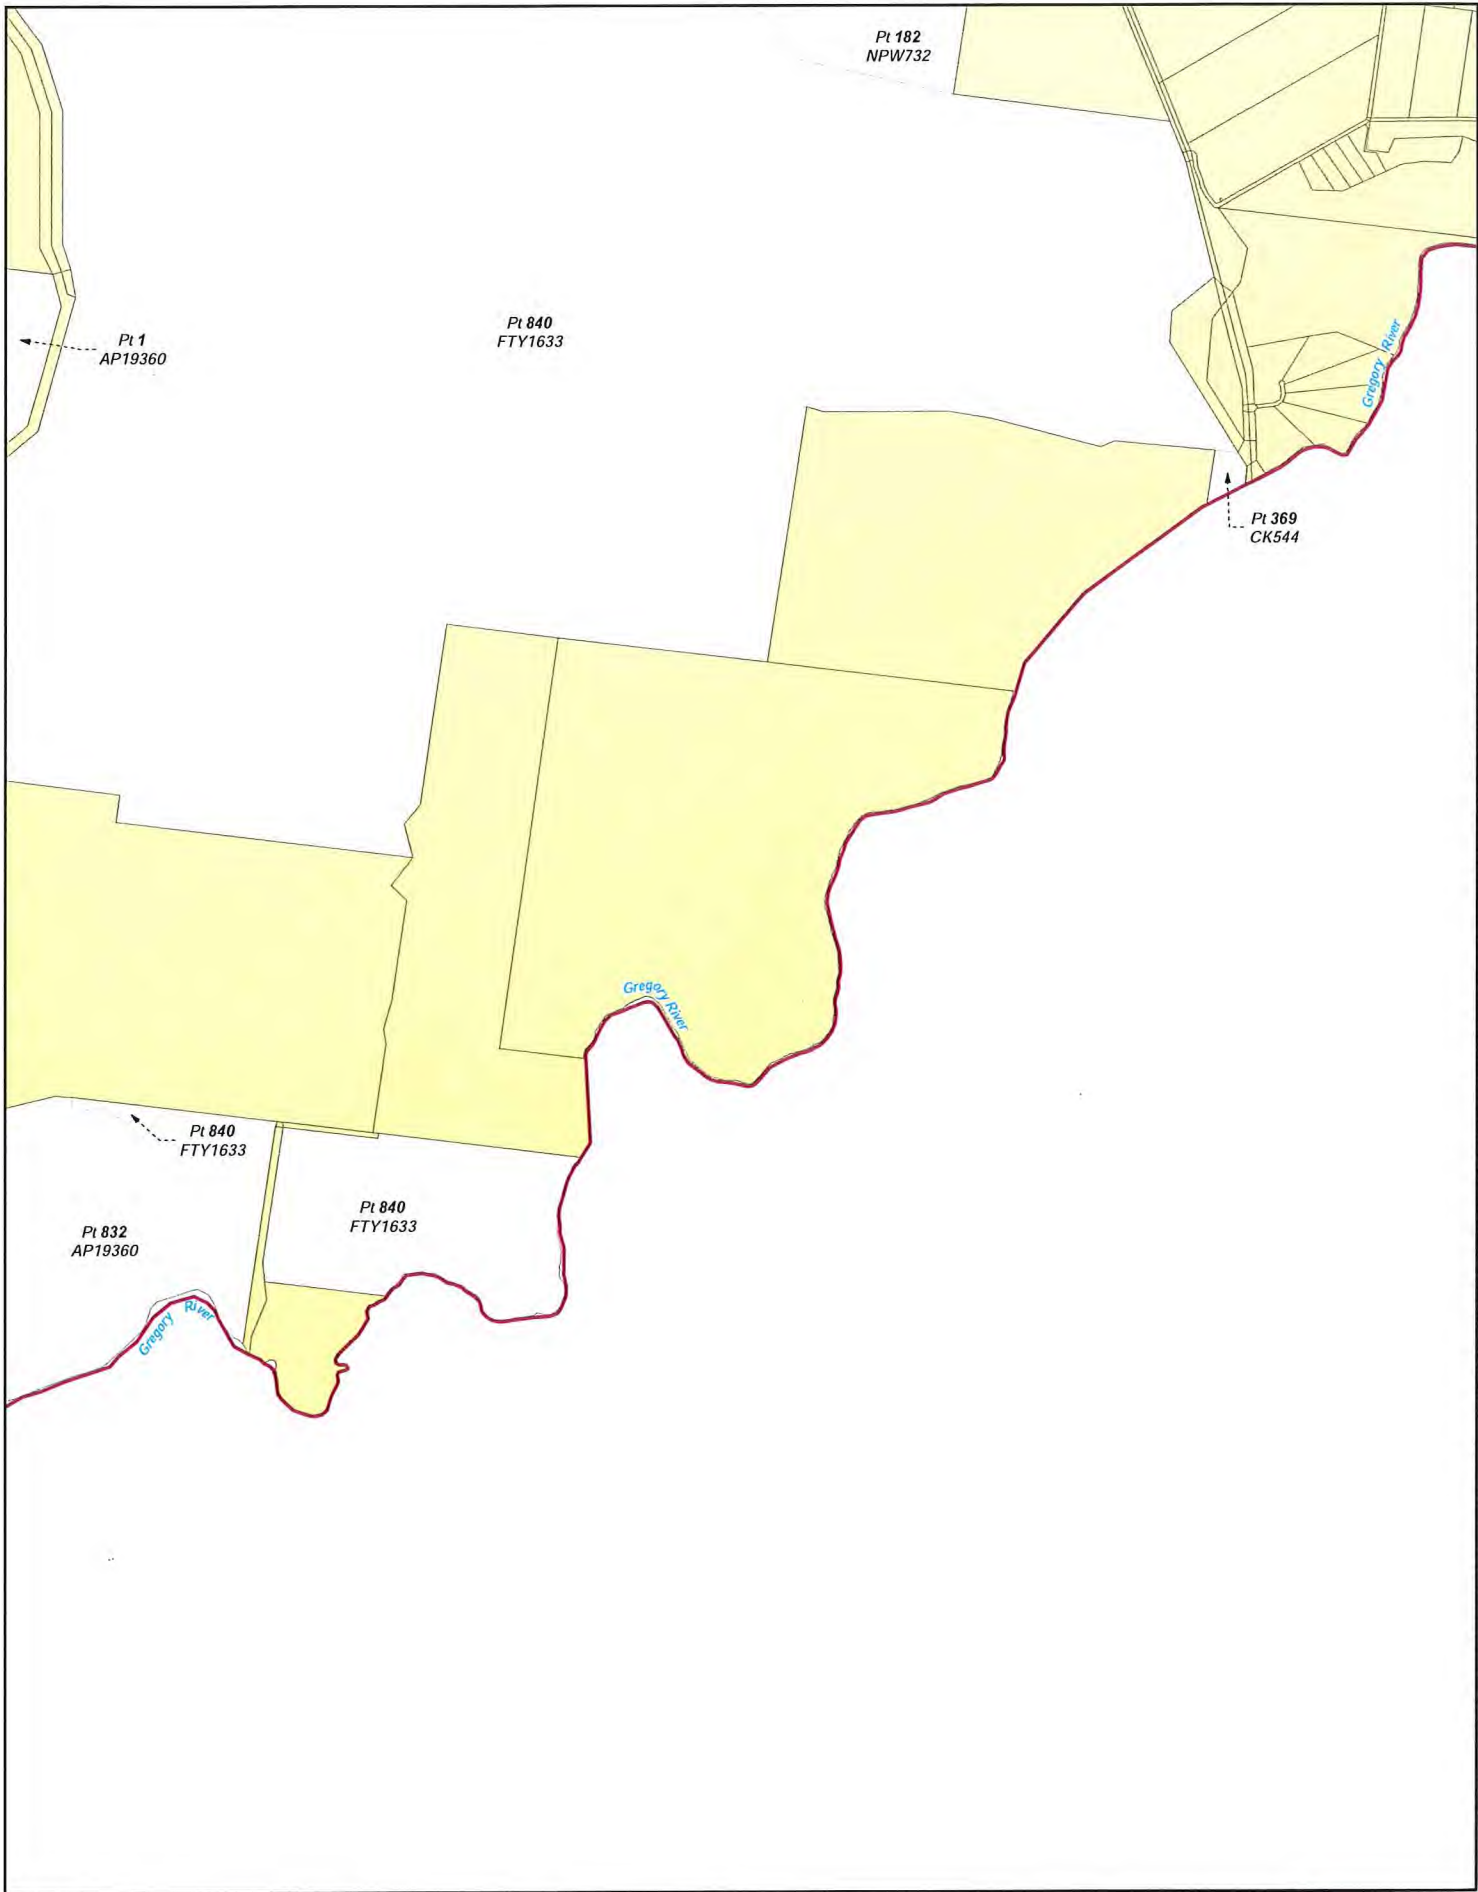 Pt 182
NPW732
Pt 840
FTY1633
Pt 1
AP19360
Gregory River
Pt 369
CK544
Gregory River
Pt 840
FTY1633
Pt 840
FTY1633
Pt 832
AP19360
Gregory River